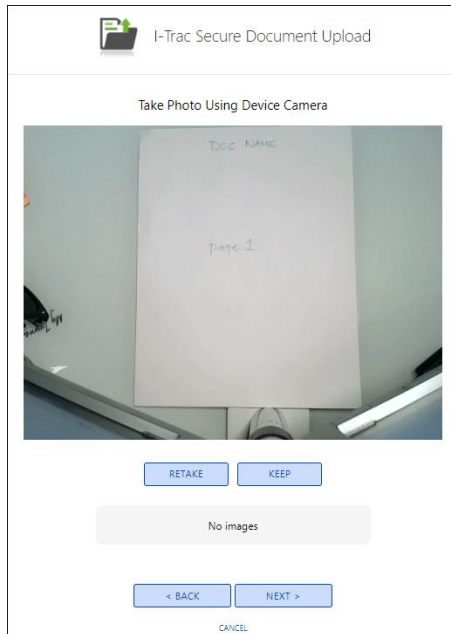 I-Trac Secure Document Upload
Take Photo Using Device Camera
DOC NAME
page 1
RETAKE
KEEP
No images
< BACK
NEXT >
CANCEL